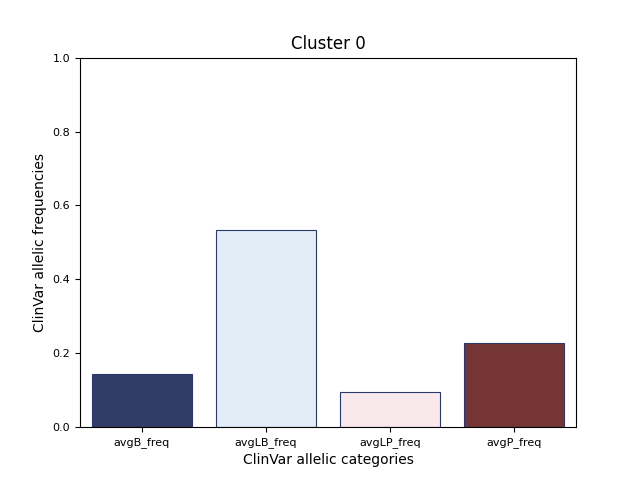 Cluster 0
1.0
0.8
0.6
0.4
0.2
0.0
ClinVar allelic frequencies
avgB_freq avgLB_freq avgLP_freq avgP_freq
ClinVar allelic categories